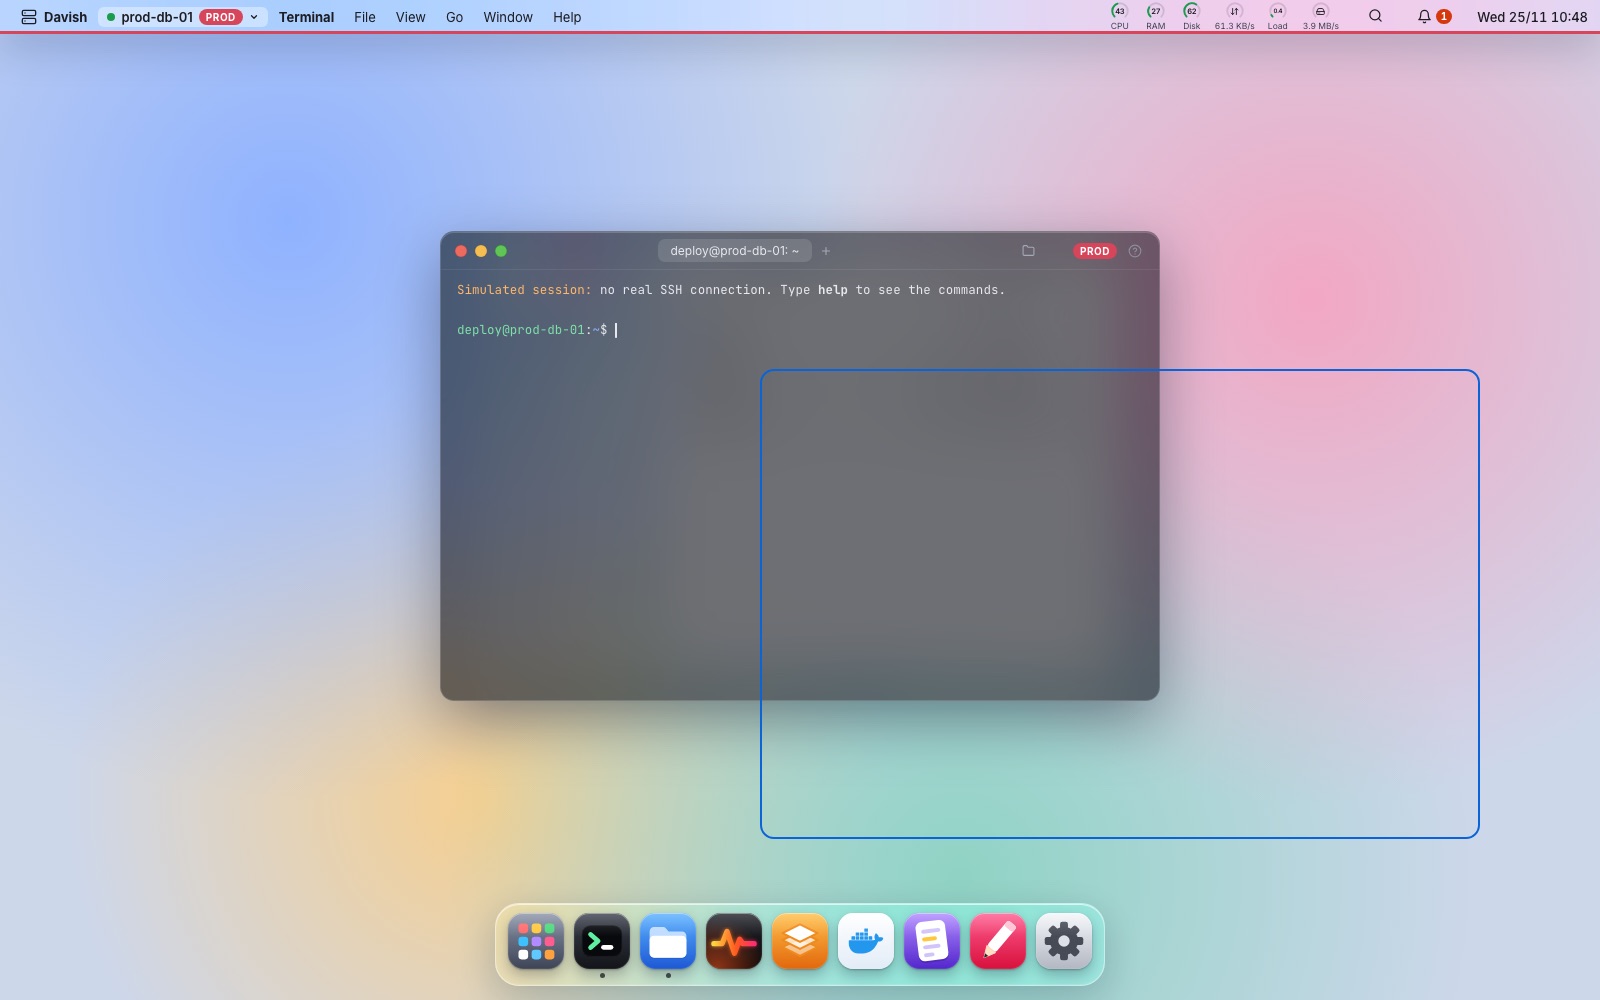 Davish prod-db-01 PROD Terminal File View Go Window Help 43 27 62 0.4 1 Wed 25/11 10:48
CPU RAM Disk 61.3 KB/s Load 3.9 MB/s
deploy@prod-db-01: ~ + PROD ?
Simulated session: no real SSH connection. Type help to see the commands.
deploy@prod-db-01:~$